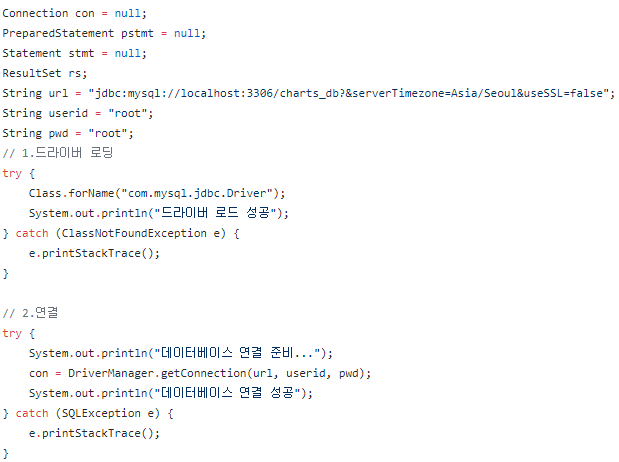 Connection con = null;
PreparedStatement pstmt = null;
Statement stmt = null;
ResultSet rs;
String url = "jdbc:mysql://localhost:3306/charts_db?&serverTimezone=Asia/Seoul&useSSL=false";
String userid = "root";
String pwd = "root";
// 1.드라이버 로딩
try {
    Class.forName("com.mysql.jdbc.Driver");
    System.out.println("드라이버 로드 성공");
} catch (ClassNotFoundException e) {
    e.printStackTrace();
}

// 2.연결
try {
    System.out.println("데이터베이스 연결 준비...");
    con = DriverManager.getConnection(url, userid, pwd);
    System.out.println("데이터베이스 연결 성공");
} catch (SQLException e) {
    e.printStackTrace();
}